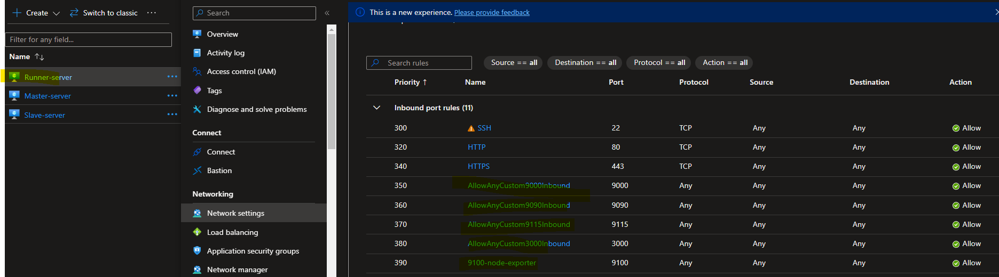 Create
Switch to classic
Filter for any field...
Name
Runner-server
Master-server
Slave-server
Search
Overview
Activity log
Access control (IAM)
Tags
Diagnose and solve problems
Connect
Connect
Bastion
Networking
Network settings
Load balancing
Application security groups
Network manager
This is a new experience. Please provide feedback
Search rules
Source == all
Destination == all
Protocol == all
Action == all
Priority ↑ Name Port Protocol Source Destination Action
Inbound port rules (11)
300 SSH 22 TCP Any Any Allow
320 HTTP 80 TCP Any Any Allow
340 HTTPS 443 TCP Any Any Allow
350 AllowAnyCustom9000Inbound 9000 Any Any Any Allow
360 AllowAnyCustom9090Inbound 9090 Any Any Any Allow
370 AllowAnyCustom9115Inbound 9115 Any Any Any Allow
380 AllowAnyCustom3000Inbound 3000 Any Any Any Allow
390 9100-node-exporter 9100 Any Any Any Allow